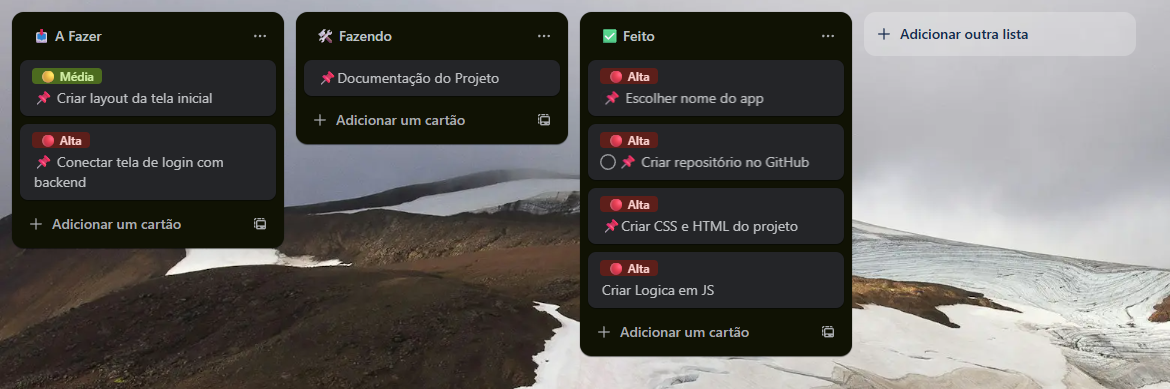 A Fazer
Média
Criar layout da tela inicial
Alta
Conectar tela de login com
backend
+ Adicionar um cartão
Fazendo
Documentação do Projeto
+ Adicionar um cartão
Feito
Alta
Escolher nome do app
Alta
Criar repositório no GitHub
Alta
Criar CSS e HTML do projeto
Alta
Criar Logica em JS
+ Adicionar um cartão
+ Adicionar outra lista